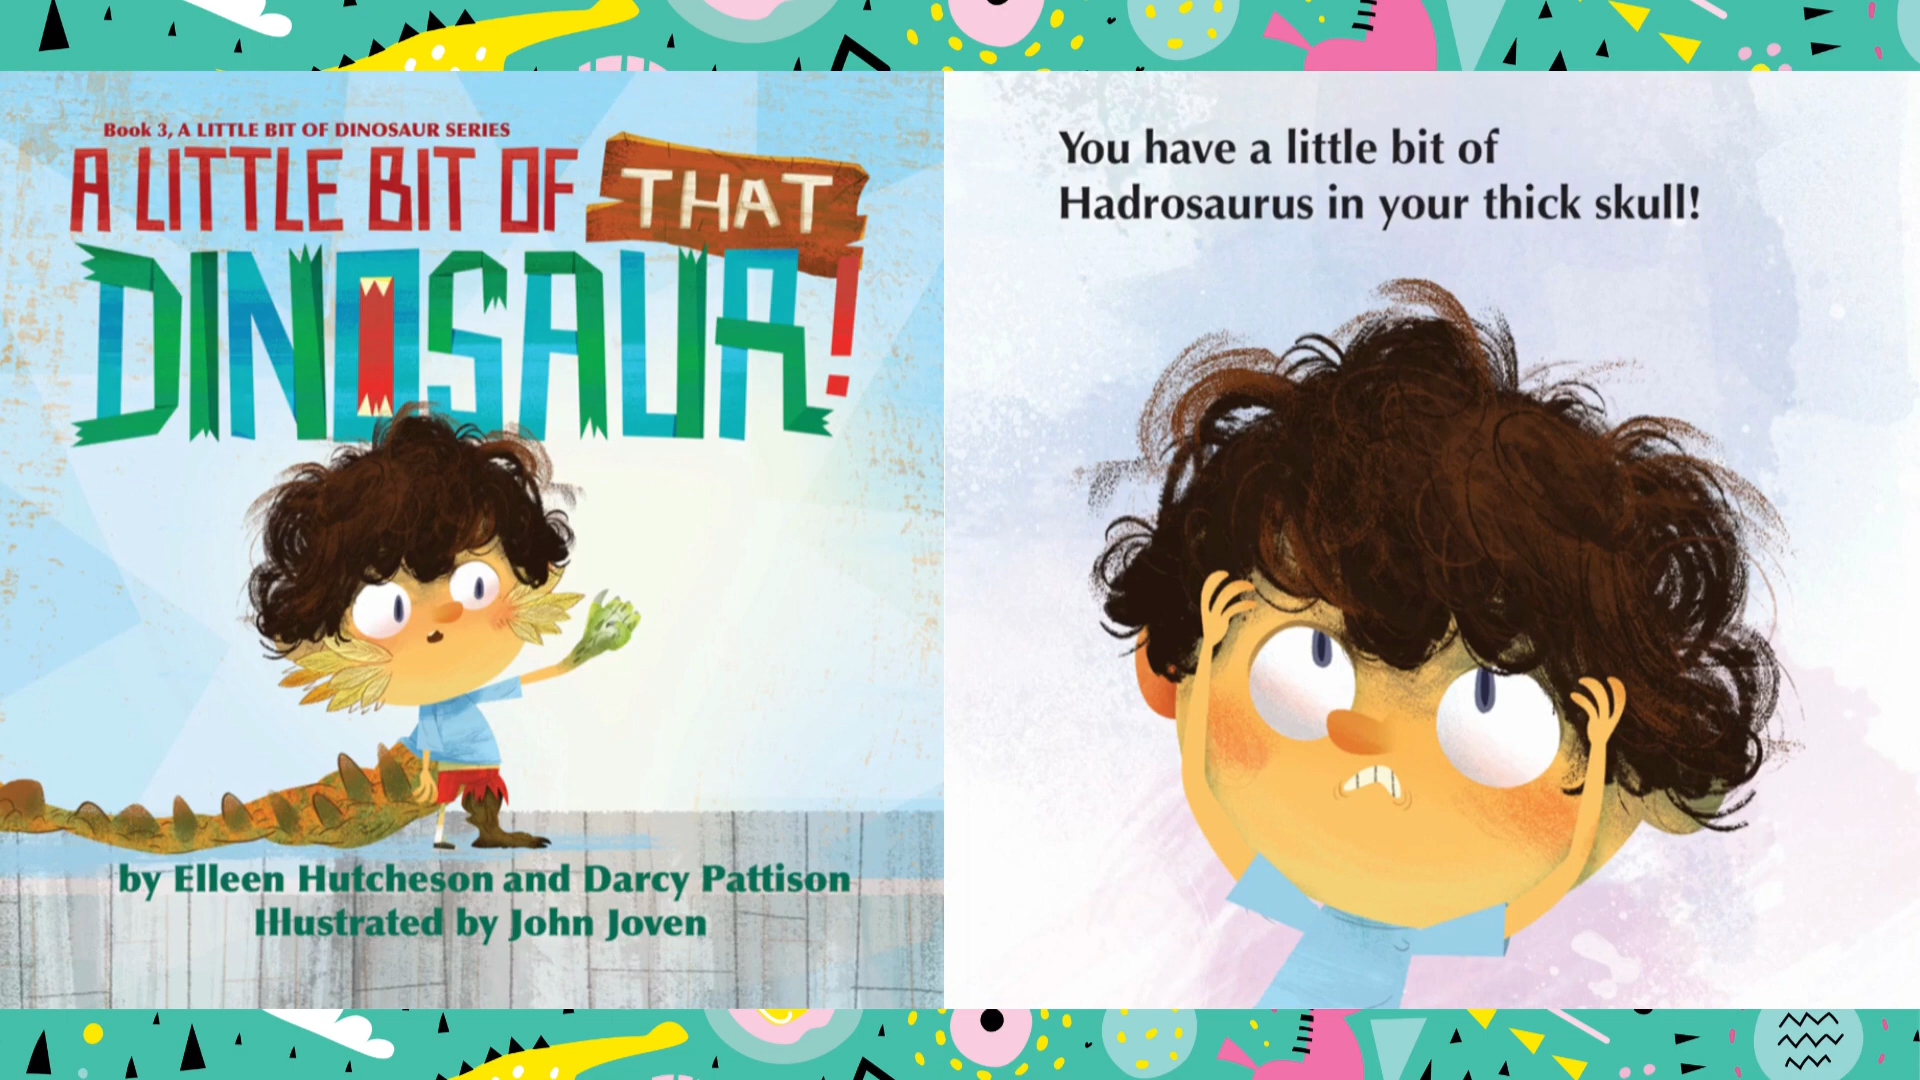 Book 3, A LITTLE BIT OF DINOSAUR SERIES
A LITTLE BIT OF THAT
DINOSAUR!
by Elleen Hutcheson and Darcy Pattison
Illustrated by John Joven
You have a little bit of
Hadrosaurus in your thick skull!